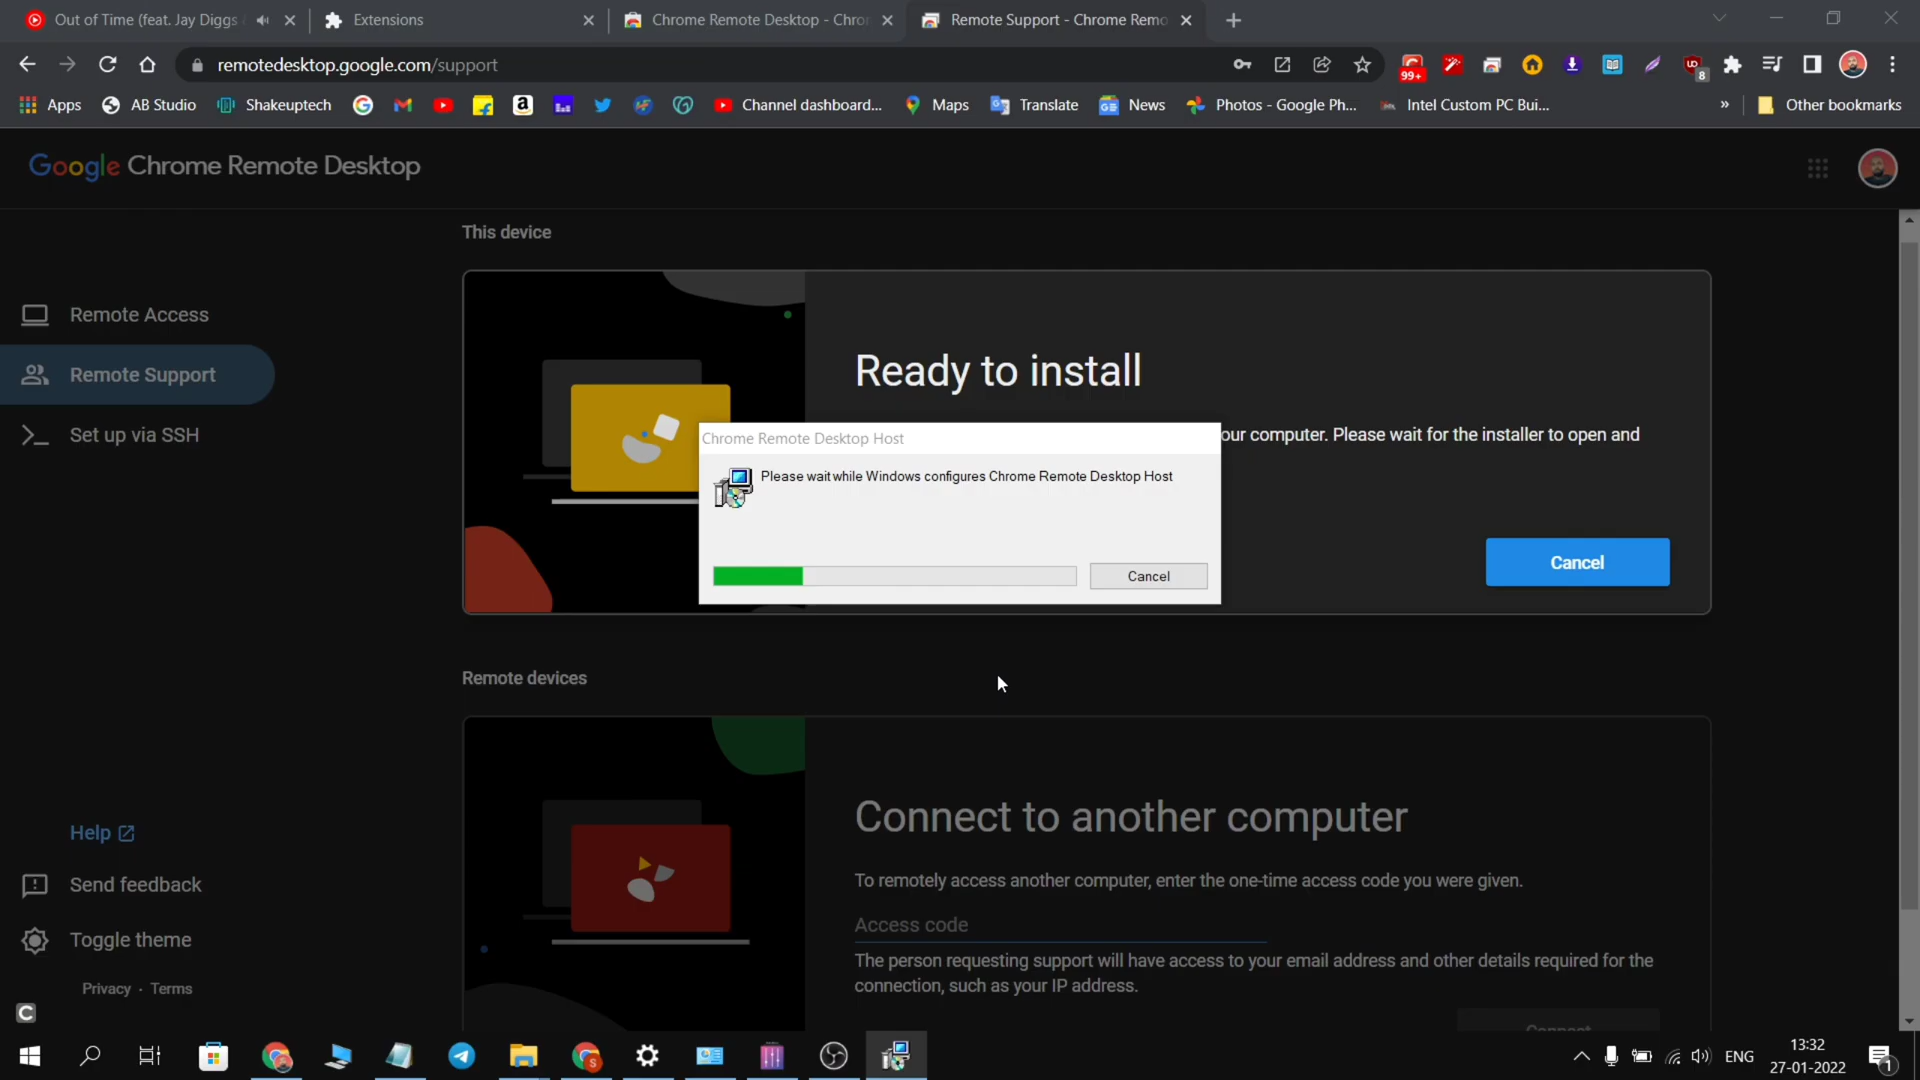 Out of Time (feat. Jay Diggs
Extensions
Chrome Remote Desktop - Chror
Remote Support - Chrome Remo
remotedesktop.google.com/support
99+
8
Apps
AB Studio
Shakeuptech
Channel dashboard...
Maps
Translate
News
Photos - Google Ph...
Intel Custom PC Bui...
»
Other bookmarks
Google Chrome Remote Desktop
This device
Remote Access
Remote Support
Set up via SSH
Ready to install
our computer. Please wait for the installer to open and
Cancel
Chrome Remote Desktop Host
Please wait while Windows configures Chrome Remote Desktop Host
Cancel
Remote devices
Connect to another computer
To remotely access another computer, enter the one-time access code you were given.
Access code
The person requesting support will have access to your email address and other details required for the
connection, such as your IP address.
Connect
Help
Send feedback
Toggle theme
Privacy · Terms
C
ENG
13:32
27-01-2022
1